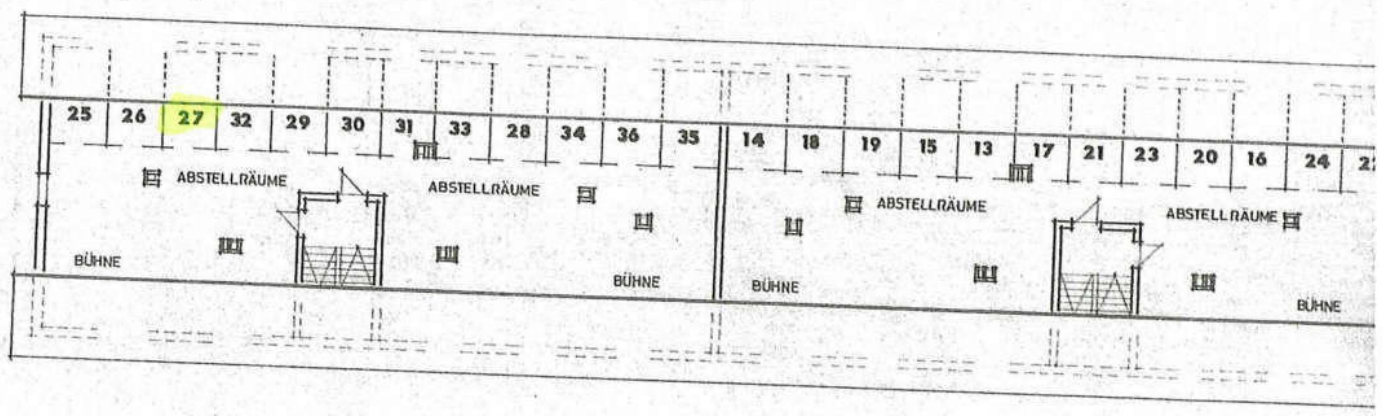 25 26 27 32 29 30 31 33 28 34 36 35 14 18 19 15 13 17 21 23 20 16 24
ABSTELLRÄUME ABSTELLRÄUME ABSTELLRÄUME ABSTELLRÄUME
BÜHNE BÜHNE BÜHNE BÜHNE